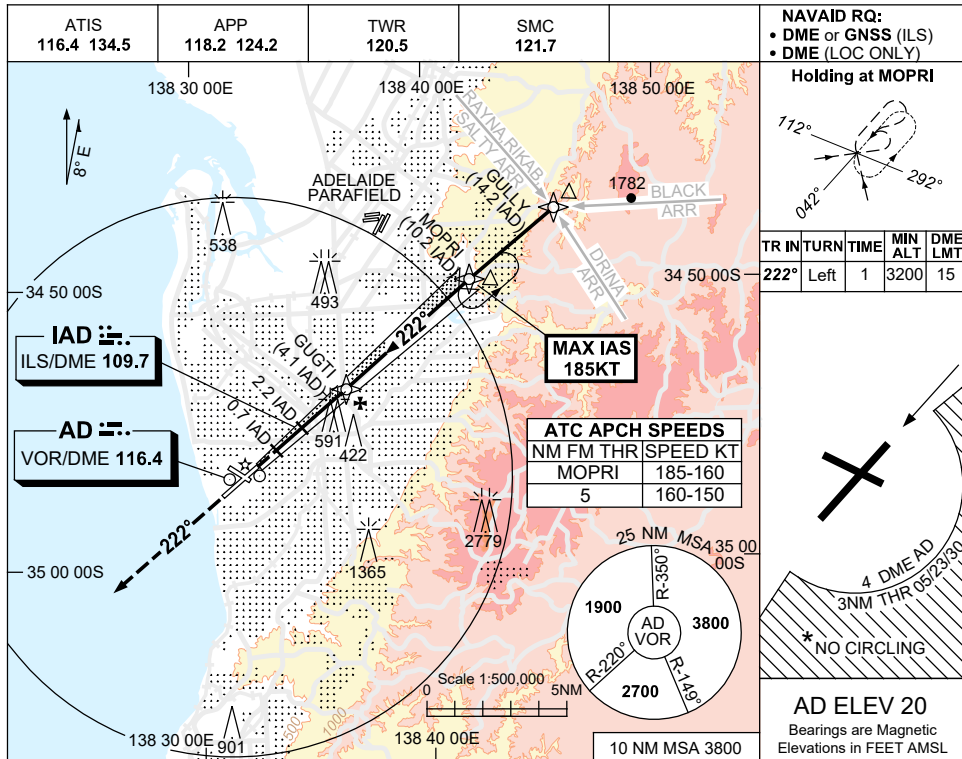 ATIS
116.4 134.5
APP
118.2 124.2
TWR
120.5
SMC
121.7
NAVAID RQ:
• DME or GNSS (ILS)
• DME (LOC ONLY)
138 30 00E
138 40 00E
138 50 00E
8° E
RAYNA,RIKAB,
SALTY ARR
ADELAIDE
PARAFIELD
GULLY
(14.2 IAD)
1782
BLACK
ARR
DRINA
ARR
MOPRI
(10.2 IAD)
538
493
34 50 00S
34 50 00S
222°
MAX IAS
185KT
IAD
ILS/DME 109.7
GUGTI
(4.1 IAD)
2.2 IAD
0.7 IAD
591
422
AD
VOR/DME 116.4
ATC APCH SPEEDS
NM FM THR SPEED KT
MOPRI 185-160
5 160-150
222°
2779
1365
35 00 00S
35 00
00S
25 NM MSA
R-350°
1900
3800
AD
VOR
R-220°
R-149°
2700
Scale 1:500,000
0 5NM
500
1000
138 30 00E
901
138 40 00E
10 NM MSA 3800
Holding at MOPRI
112°
292°
042°
TR IN TURN TIME MIN ALT DME LMT
222° Left 1 3200 15
4 DME AD
3NM THR 05/23/30
*NO CIRCLING
AD ELEV 20
Bearings are Magnetic
Elevations in FEET AMSL